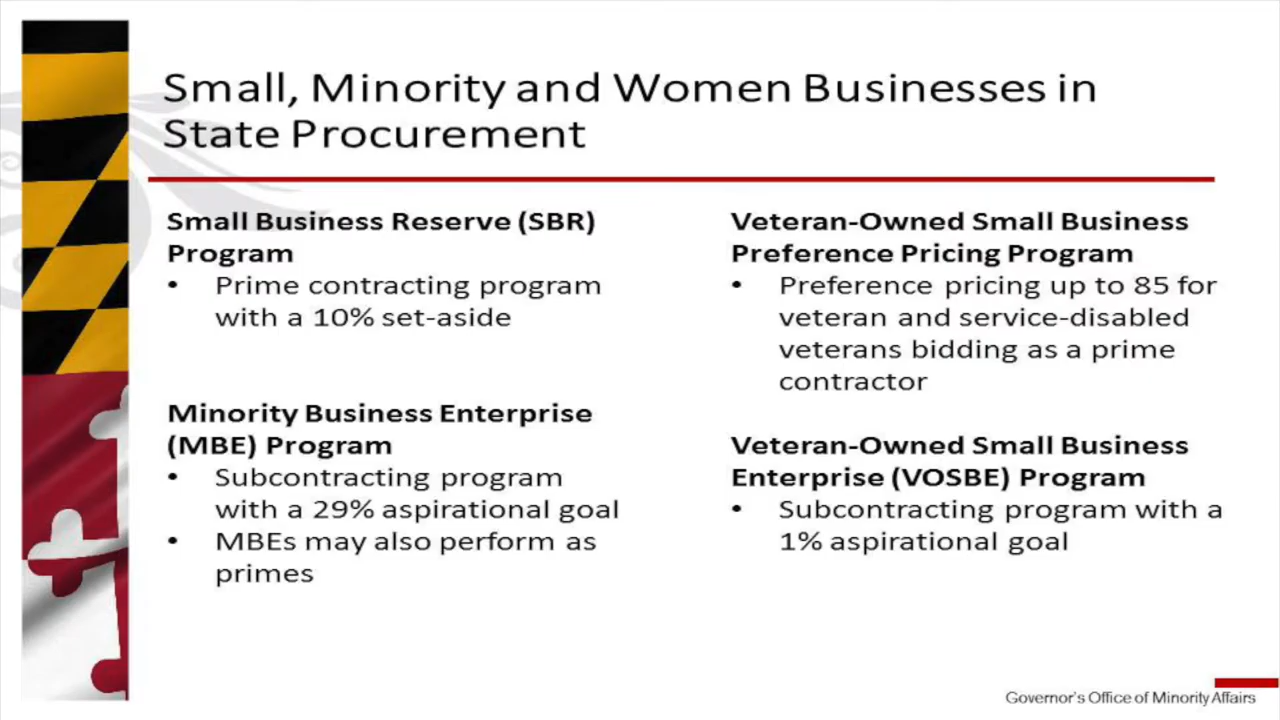 Small, Minority and Women Businesses in
State Procurement
Small Business Reserve (SBR)
Program
• Prime contracting program
with a 10% set-aside
Minority Business Enterprise
(MBE) Program
• Subcontracting program
with a 29% aspirational goal
• MBEs may also perform as
primes
Veteran-Owned Small Business
Preference Pricing Program
• Preference pricing up to 85 for
veteran and service-disabled
veterans bidding as a prime
contractor
Veteran-Owned Small Business
Enterprise (VOSBE) Program
• Subcontracting program with a
1% aspirational goal
Governor's Office of Minority Affairs